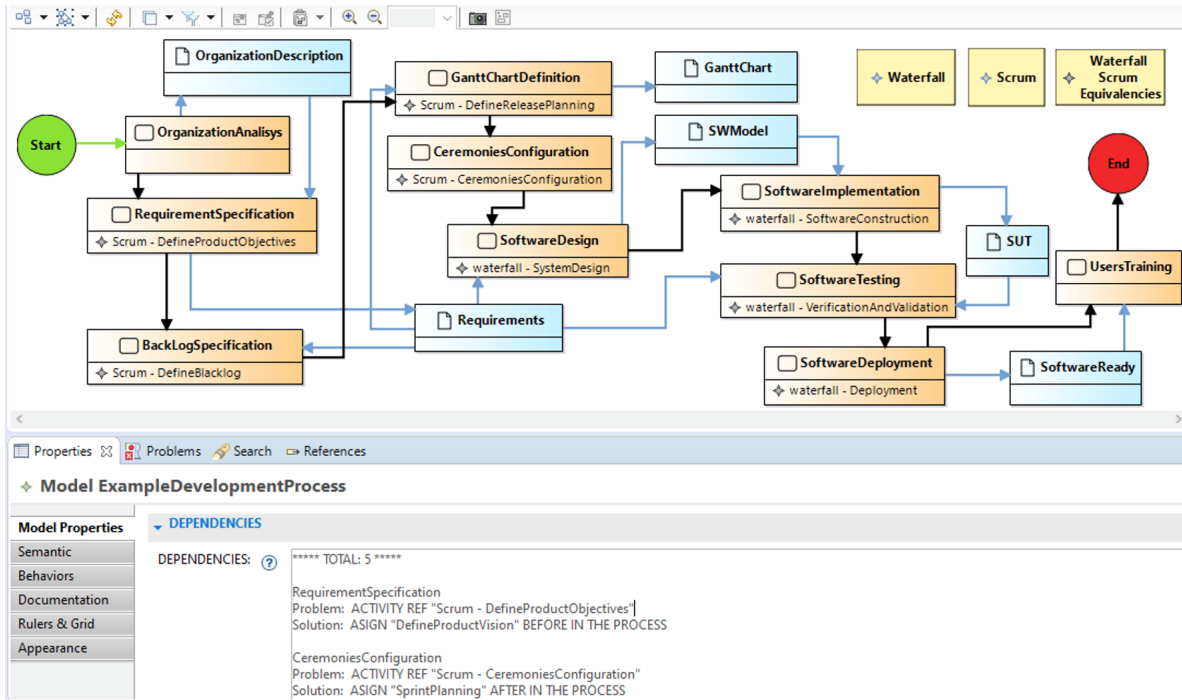 OrganizationDescription
GanttChartDefinition
Scrum - DefineReleasePlanning
GanttChart
Waterfall
Scrum
Waterfall
Scrum
Equivalencies
Start
OrganizationAnalisys
CeremoniesConfiguration
Scrum - CeremoniesConfiguration
SWModel
End
RequirementSpecification
Scrum - DefineProductObjectives
SoftwareDesign
waterfall - SystemDesign
SoftwareImplementation
waterfall - SoftwareConstruction
SUT
UsersTraining
SoftwareTesting
waterfall - VerificationAndValidation
Requirements
BackLogSpecification
Scrum - DefineBlacklog
SoftwareDeployment
waterfall - Deployment
SoftwareReady
Properties
Problems
Search
References
Model ExampleDevelopmentProcess
Model Properties
Semantic
Behaviors
Documentation
Rulers & Grid
Appearance
DEPENDENCIES
DEPENDENCIES:
***** TOTAL: 5 *****
RequirementSpecification
Problem: ACTIVITY REF "Scrum - DefineProductObjectives"
Solution: ASIGN "DefineProductVision" BEFORE IN THE PROCESS
CeremoniesConfiguration
Problem: ACTIVITY REF "Scrum - CeremoniesConfiguration"
Solution: ASIGN "SprintPlanning" AFTER IN THE PROCESS